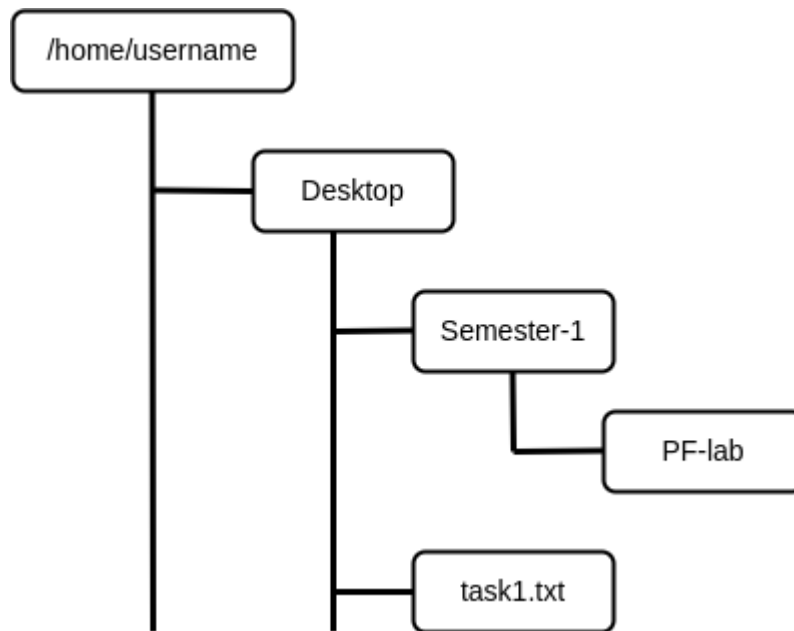 /home/username
Desktop
Semester-1
PF-lab
task1.txt